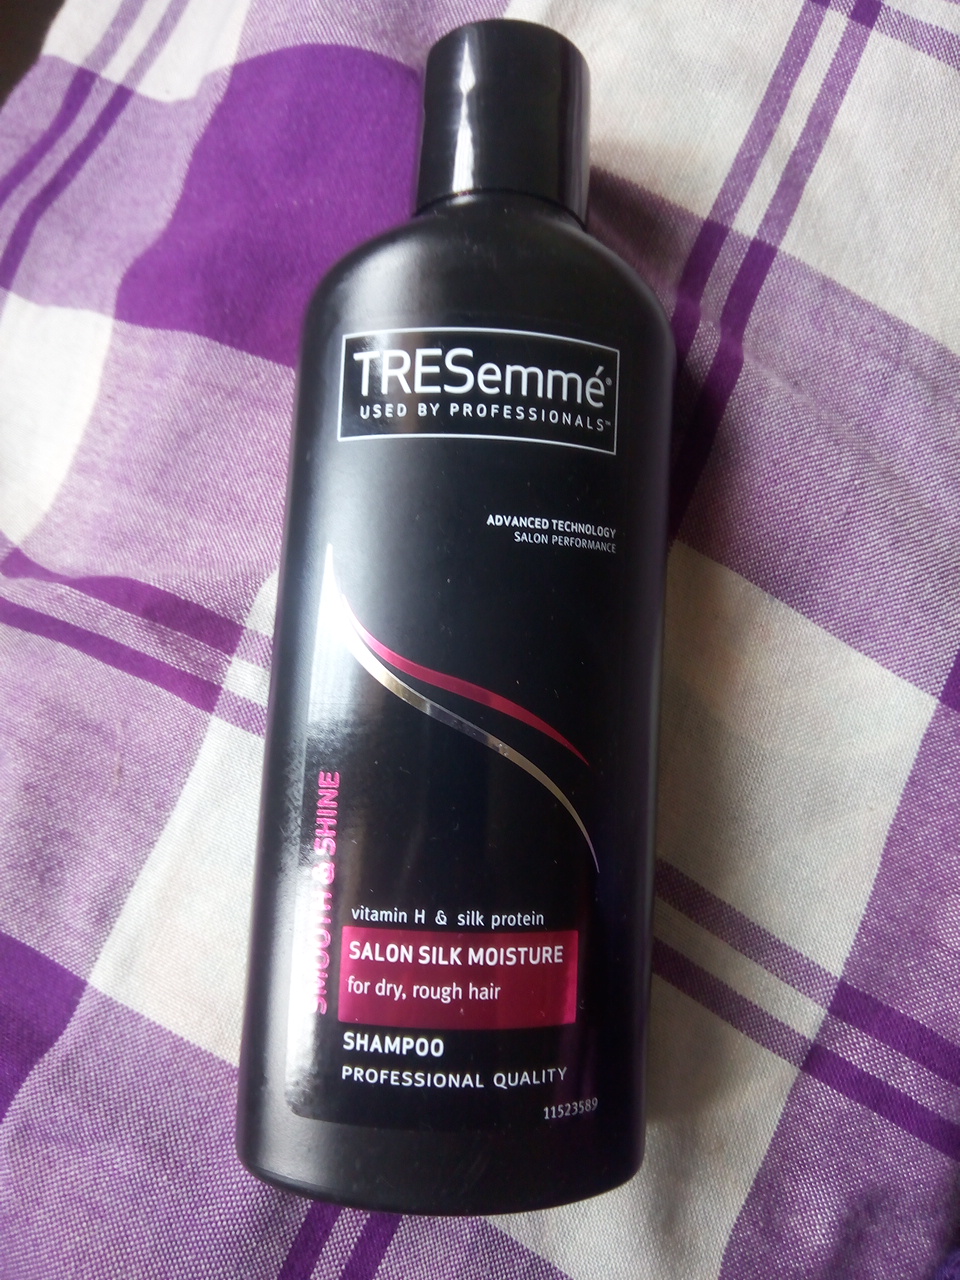 TRESemmé®
USED BY PROFESSIONALS™
ADVANCED TECHNOLOGY
SALON PERFORMANCE
SMOOTH & SHINE
vitamin H & silk protein
SALON SILK MOISTURE
for dry, rough hair
SHAMPOO
PROFESSIONAL QUALITY
11523589